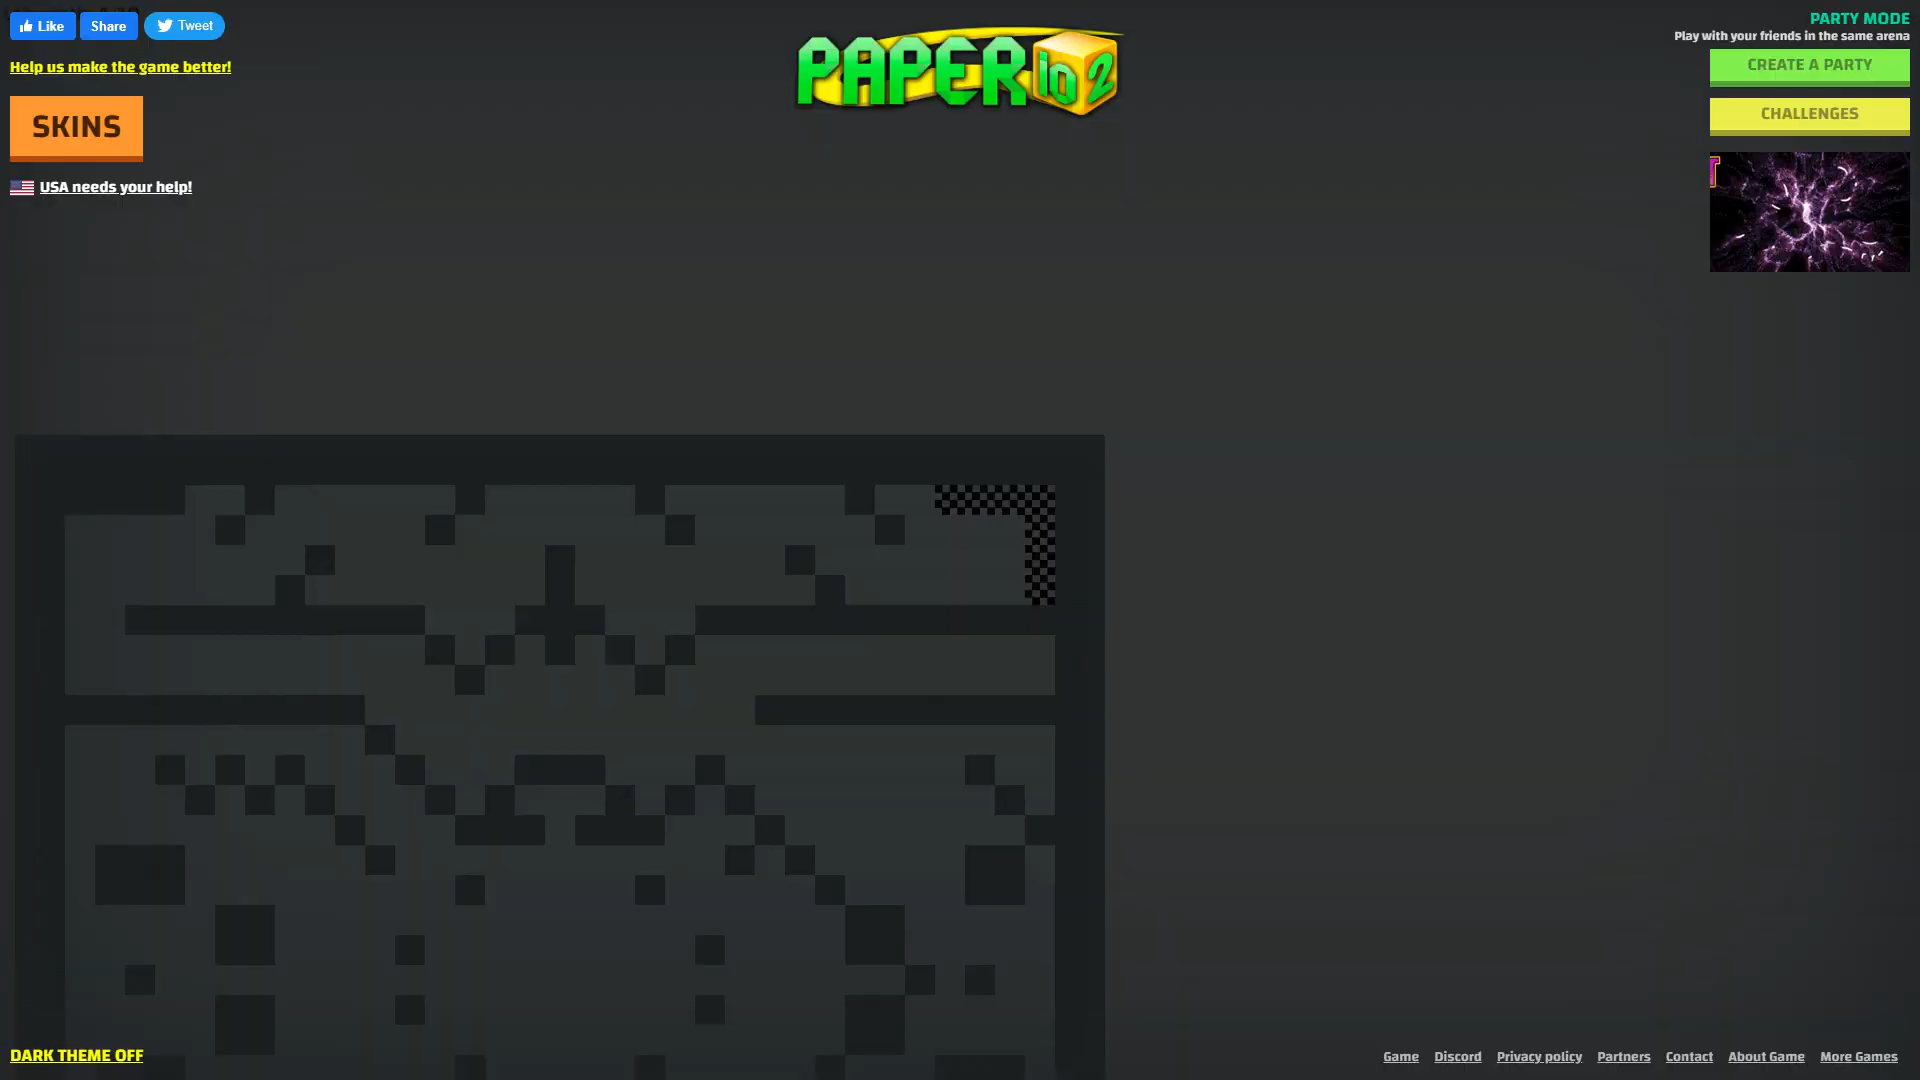 Like
Share
Tweet
Help us make the game better!
SKINS
USA needs your help!
PAPER io 2
PARTY MODE
Play with your friends in the same arena
CREATE A PARTY
CHALLENGES
DARK THEME OFF
Game
Discord
Privacy policy
Partners
Contact
About Game
More Games